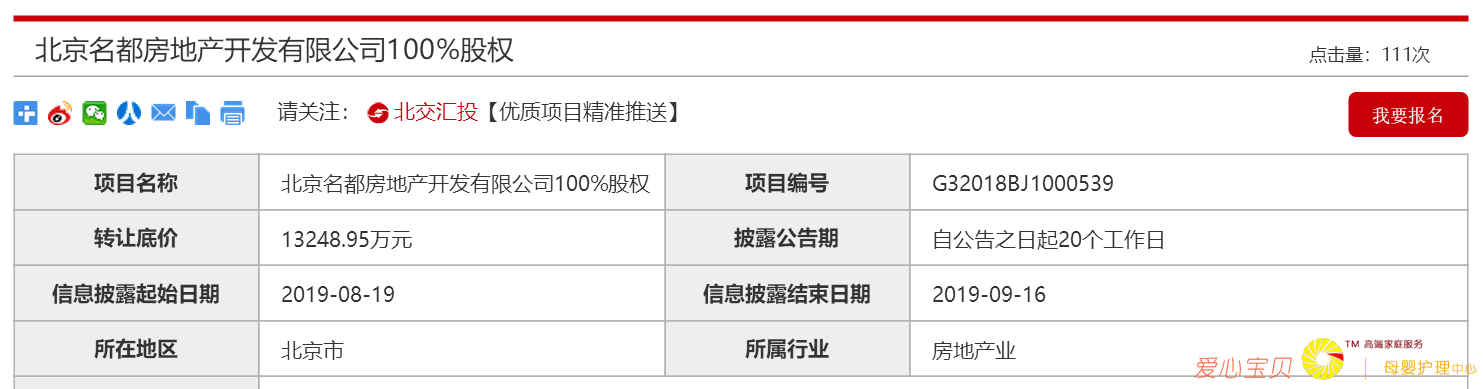 北京名都房地产开发有限公司100%股权
点击量：111次
请关注： 北交汇投【优质项目精准推送】
我要报名
项目名称 北京名都房地产开发有限公司100%股权 项目编号 G32018BJ1000539
转让底价 13248.95万元 披露公告期 自公告之日起20个工作日
信息披露起始日期 2019-08-19 信息披露结束日期 2019-09-16
所在地区 北京市 所属行业 房地产业
爱心宝贝 TM 高端家庭服务
母婴护理中心